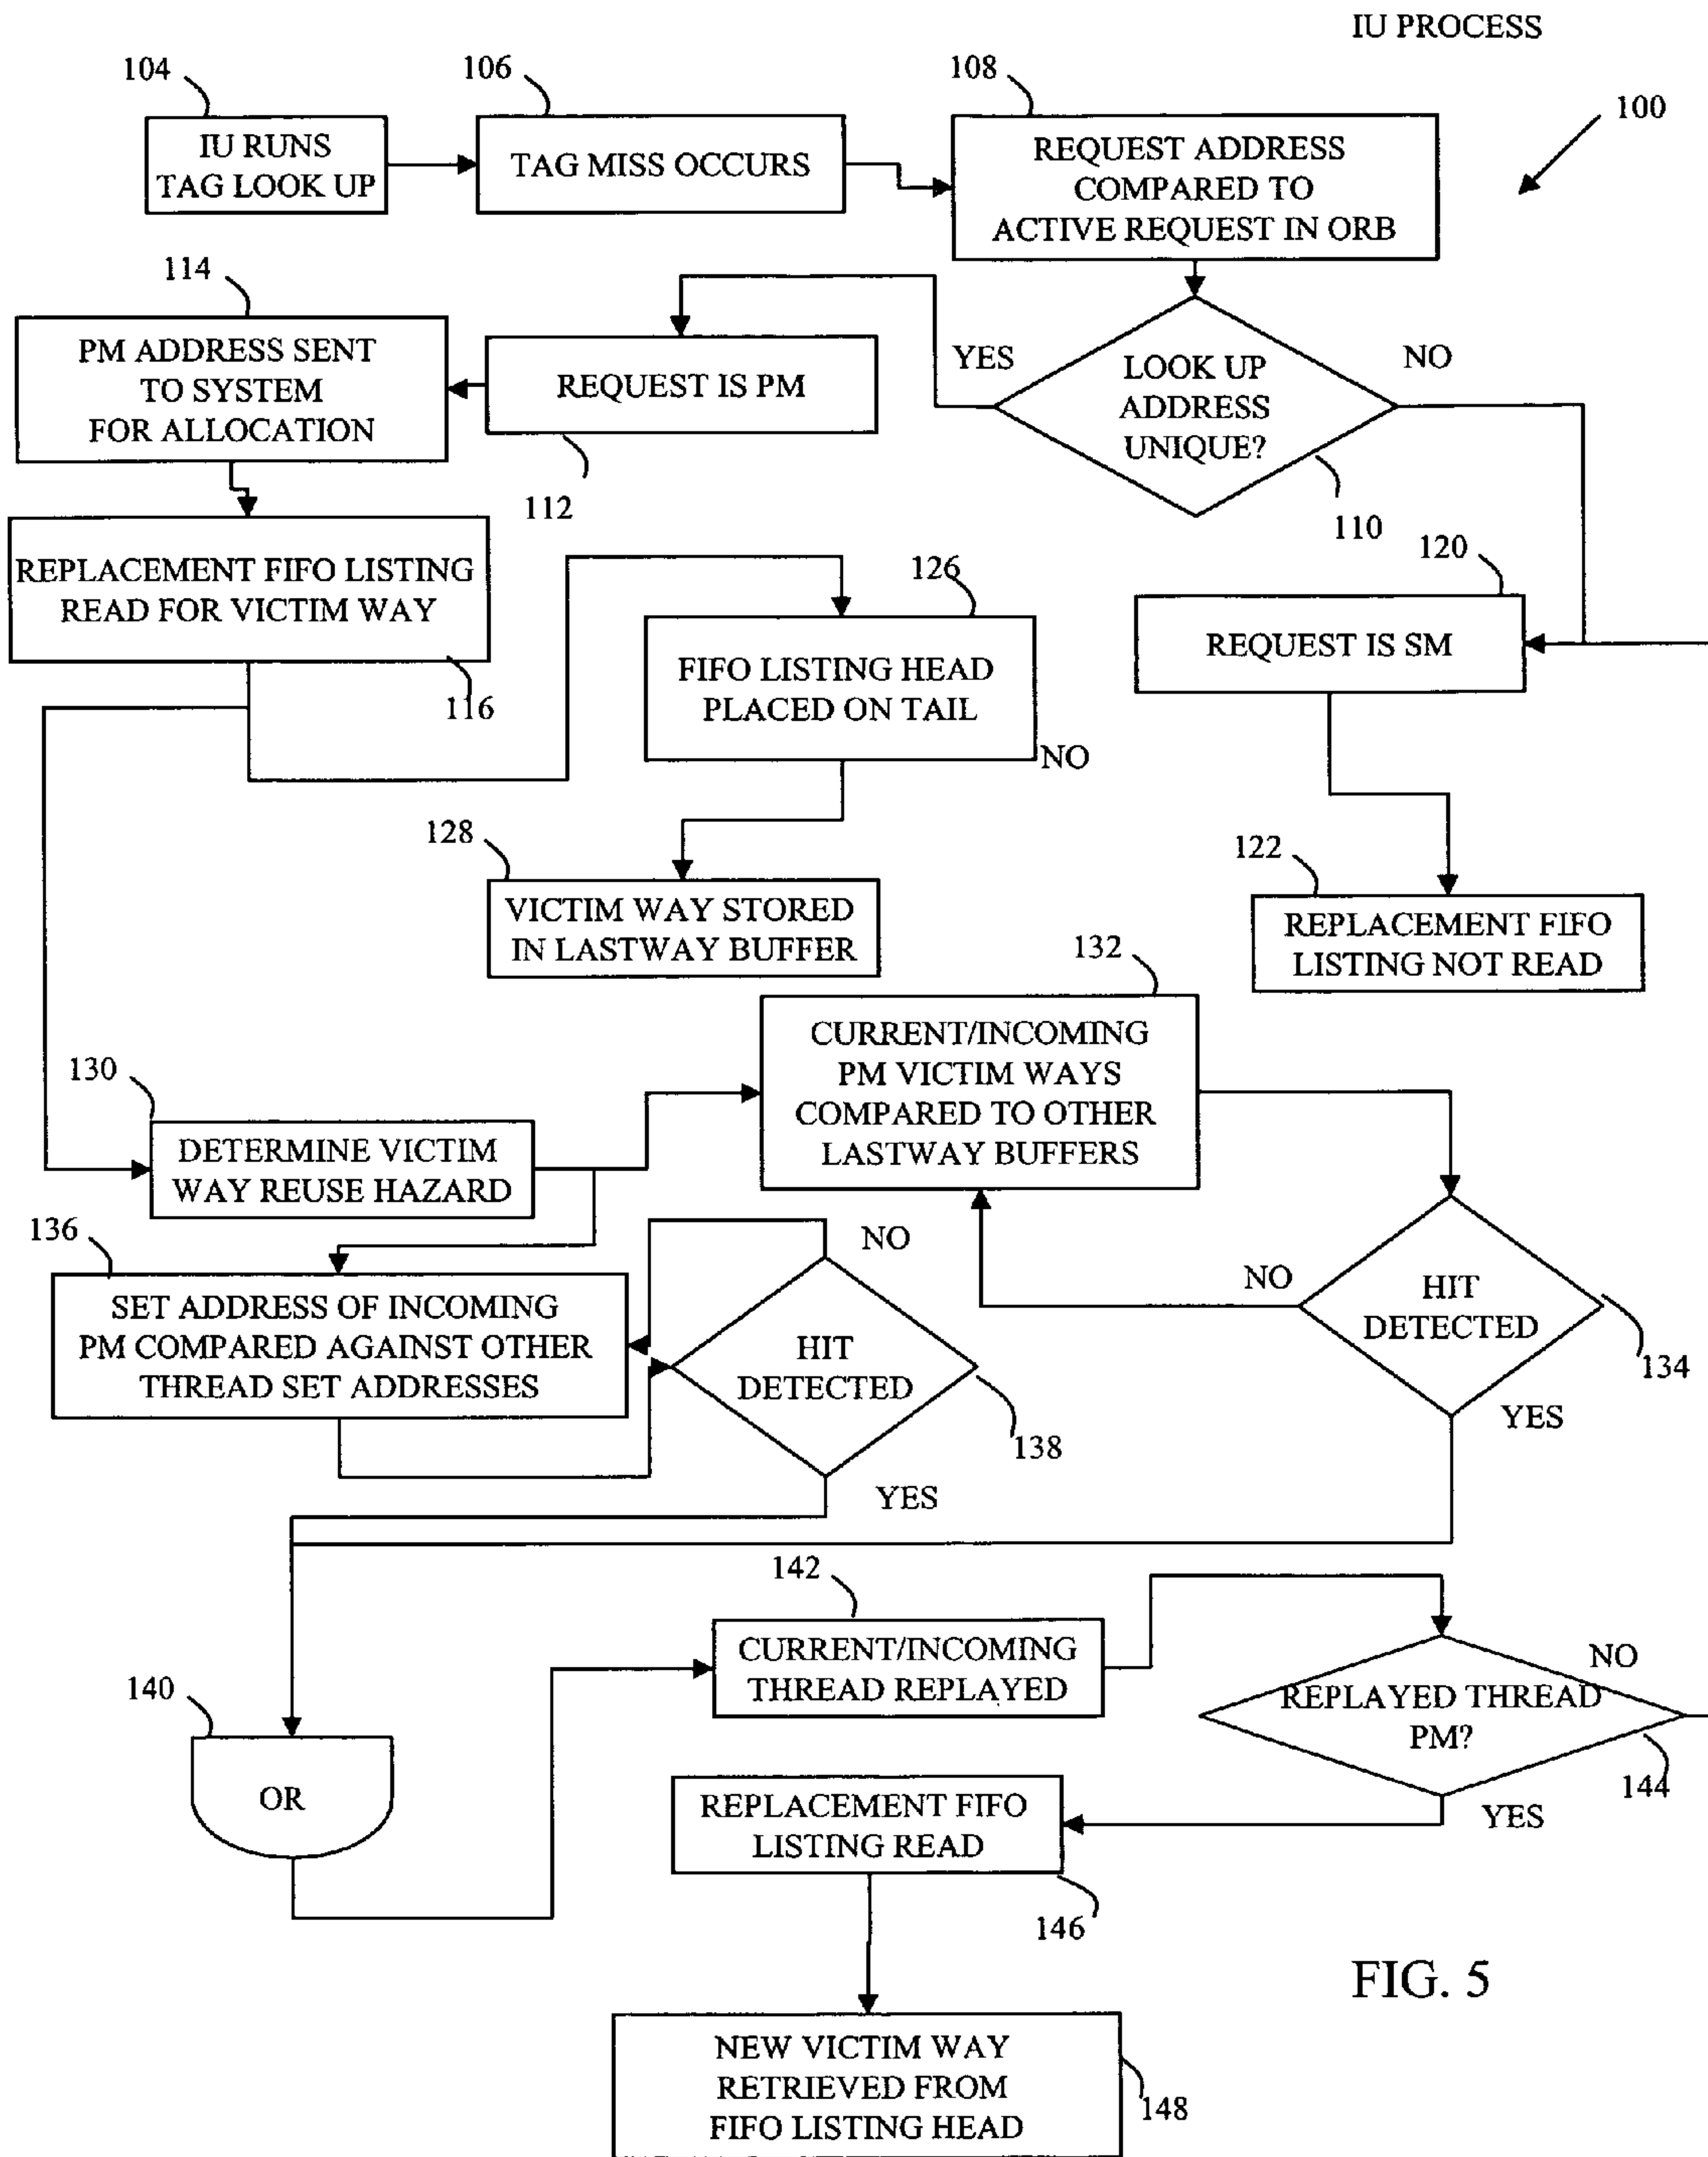 IU PROCESS
104
106
108
100
IU RUNS
TAG LOOK UP
TAG MISS OCCURS
REQUEST ADDRESS
COMPARED TO
ACTIVE REQUEST IN ORB
114
PM ADDRESS SENT
TO SYSTEM
FOR ALLOCATION
REQUEST IS PM
112
YES
LOOK UP
ADDRESS
UNIQUE?
NO
110
REPLACEMENT FIFO LISTING
READ FOR VICTIM WAY
116
126
FIFO LISTING HEAD
PLACED ON TAIL
NO
120
REQUEST IS SM
128
VICTIM WAY STORED
IN LASTWAY BUFFER
122
REPLACEMENT FIFO
LISTING NOT READ
132
CURRENT/INCOMING
PM VICTIM WAYS
COMPARED TO OTHER
LASTWAY BUFFERS
130
DETERMINE VICTIM
WAY REUSE HAZARD
136
SET ADDRESS OF INCOMING
PM COMPARED AGAINST OTHER
THREAD SET ADDRESSES
NO
HIT
DETECTED
138
YES
NO
HIT
DETECTED
134
YES
142
CURRENT/INCOMING
THREAD REPLAYED
NO
REPLAYED THREAD
PM?
144
YES
140
OR
REPLACEMENT FIFO
LISTING READ
146
NEW VICTIM WAY
RETRIEVED FROM
FIFO LISTING HEAD
148
FIG. 5